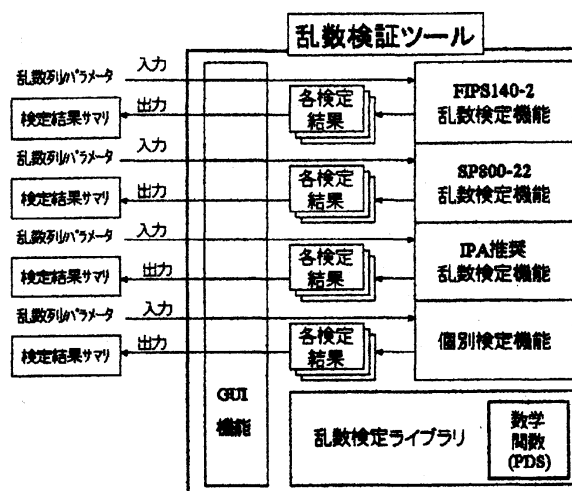 乱数検証ツール
乱数列/パラメータ
入力
検定結果サマリ
出力
各検定
結果
FIPS140-2
乱数検定機能
乱数列/パラメータ
入力
検定結果サマリ
出力
各検定
結果
SP800-22
乱数検定機能
乱数列/パラメータ
入力
検定結果サマリ
出力
各検定
結果
IPA推奨
乱数検定機能
乱数列/パラメータ
入力
検定結果サマリ
出力
各検定
結果
個別検定機能
GUI
機能
乱数検定ライブラリ
数学
関数
(PDS)